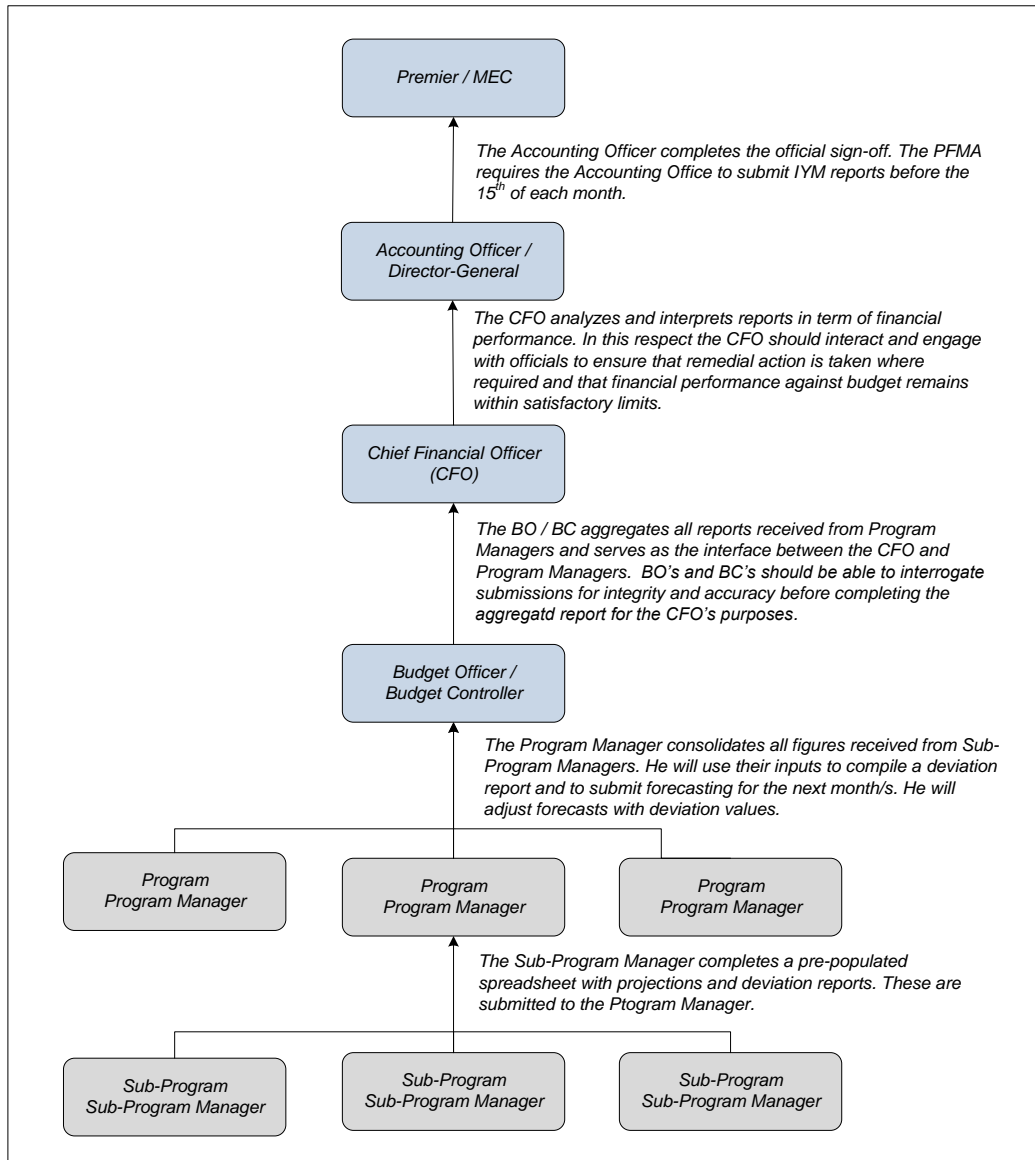 Premier / MEC
The Accounting Officer completes the official sign-off. The PFMA
requires the Accounting Office to submit IYM reports before the
15th of each month.
Accounting Officer /
Director-General
The CFO analyzes and interprets reports in term of financial
performance. In this respect the CFO should interact and engage
with officials to ensure that remedial action is taken where
required and that financial performance against budget remains
within satisfactory limits.
Chief Financial Officer
(CFO)
The BO / BC aggregates all reports received from Program
Managers and serves as the interface between the CFO and
Program Managers.  BO's and BC's should be able to interrogate
submissions for integrity and accuracy before completing the
aggregatd report for the CFO's purposes.
Budget Officer /
Budget Controller
The Program Manager consolidates all figures received from Sub-
Program Managers. He will use their inputs to compile a deviation
report and to submit forecasting for the next month/s. He will
adjust forecasts with deviation values.
Program
Program Manager
Program
Program Manager
Program
Program Manager
The Sub-Program Manager completes a pre-populated
spreadsheet with projections and deviation reports. These are
submitted to the Ptogram Manager.
Sub-Program
Sub-Program Manager
Sub-Program
Sub-Program Manager
Sub-Program
Sub-Program Manager